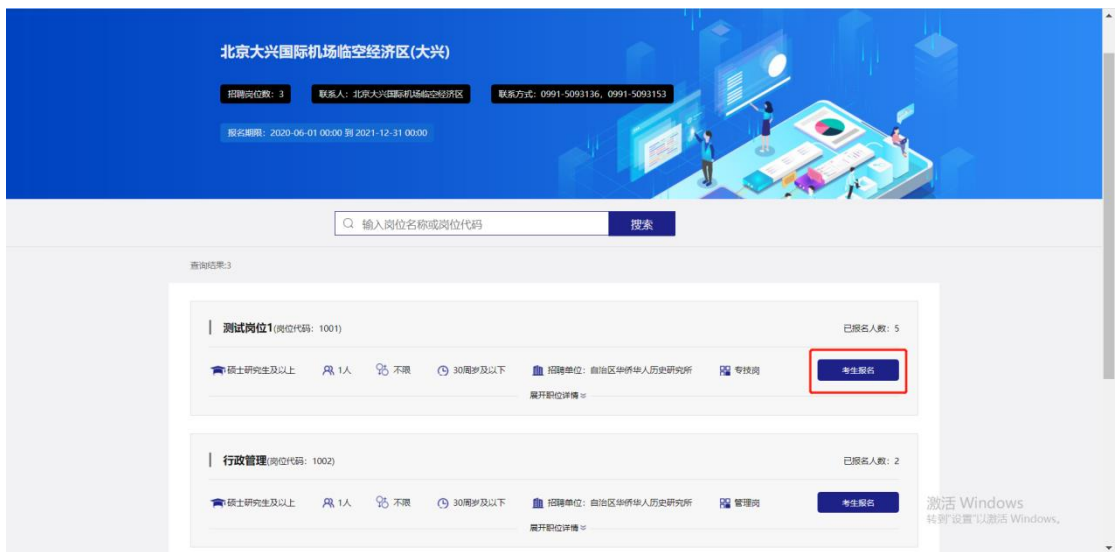 北京大兴国际机场临空经济区(大兴)
招聘岗位数：3 联系人：北京大兴国际机场临空经济区 联系方式：0991-5093136，0991-5093153
报名期限：2020-06-01 00:00 到 2021-12-31 00:00
输入岗位名称或岗位代码 搜索
查询结果:3
测试岗位1(岗位代码：1001) 已报名人数：5
硕士研究生及以上 1人 不限 30周岁及以下 招聘单位：自治区华侨华人历史研究所 专技岗 考生报名
展开职位详情
行政管理(岗位代码：1002) 已报名人数：2
硕士研究生及以上 1人 不限 30周岁及以下 招聘单位：自治区华侨华人历史研究所 管理岗 考生报名
展开职位详情
激活 Windows
转到"设置"以激活 Windows。